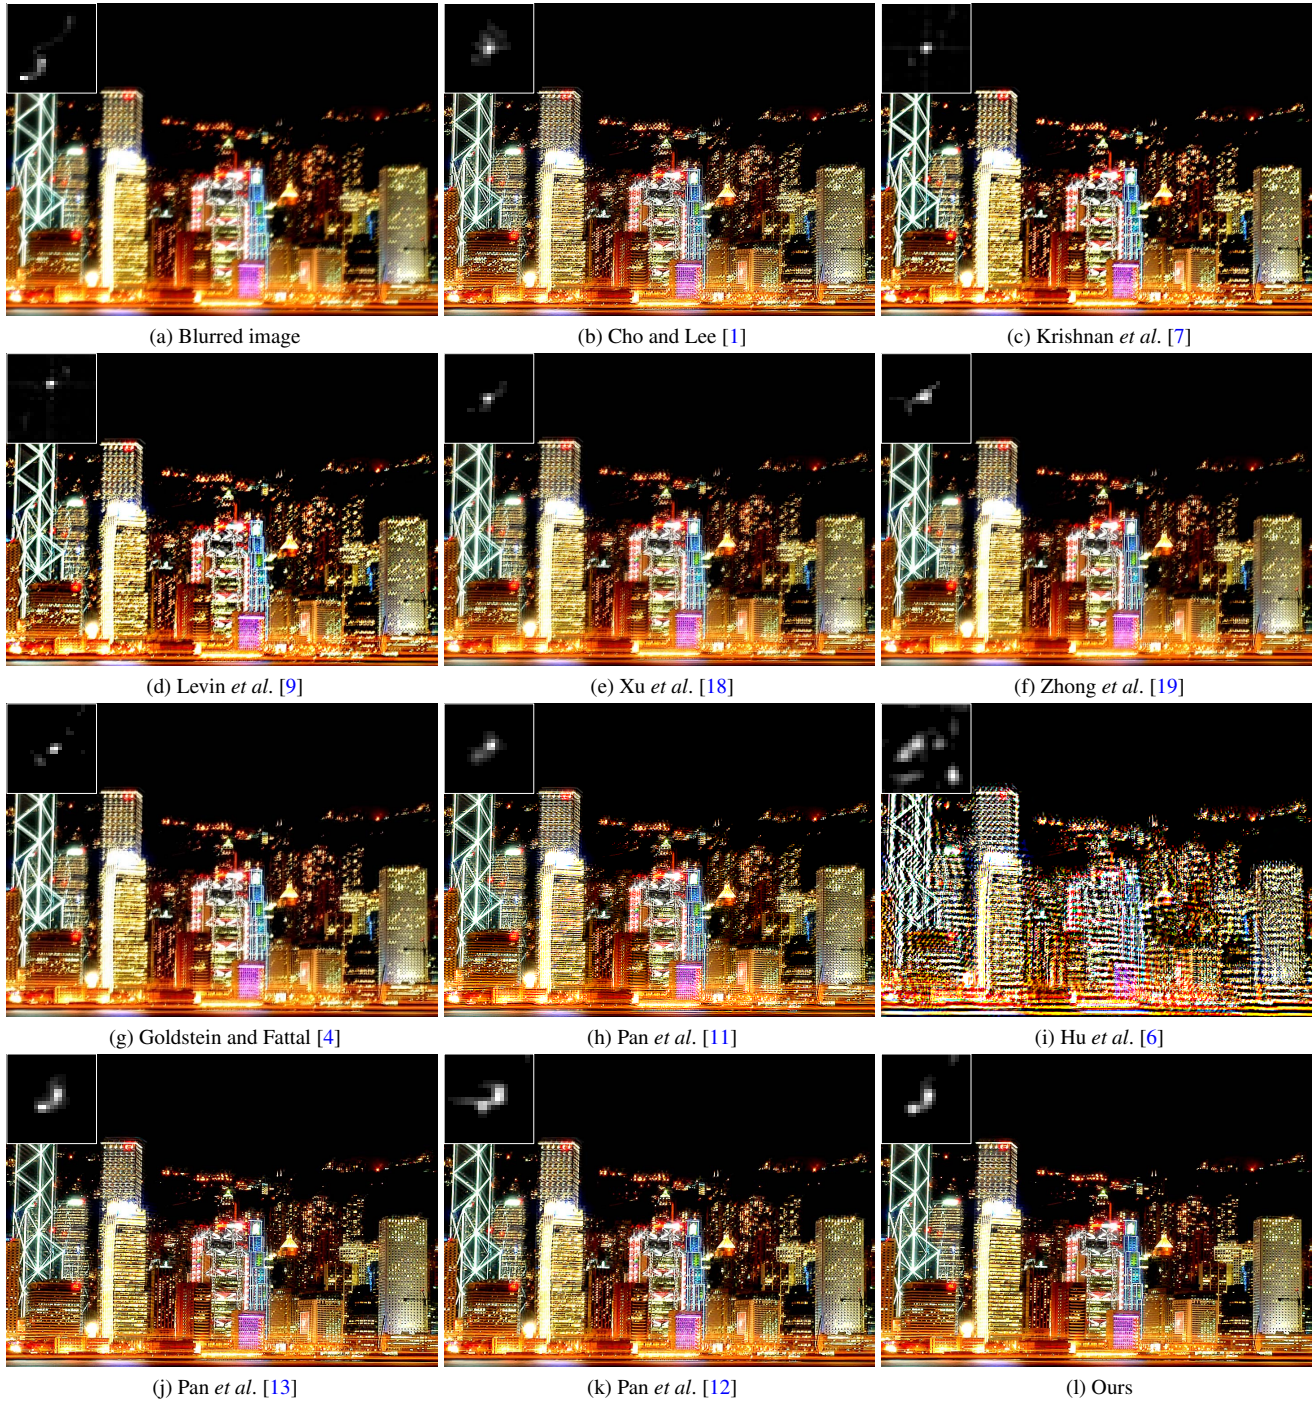 (a) Blurred image
(b) Cho and Lee [1]
(c) Krishnan et al. [7]
(d) Levin et al. [9]
(e) Xu et al. [18]
(f) Zhong et al. [19]
(g) Goldstein and Fattal [4]
(h) Pan et al. [11]
(i) Hu et al. [6]
(j) Pan et al. [13]
(k) Pan et al. [12]
(l) Ours